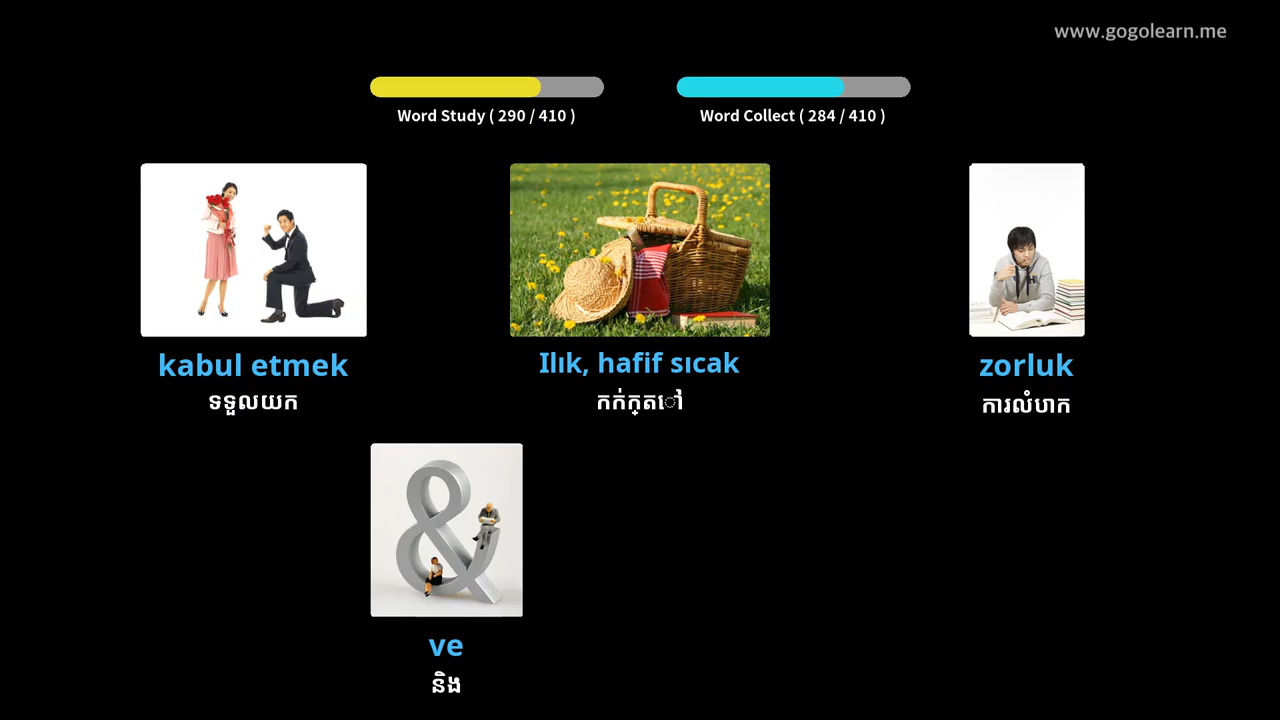 www.gogolearn.me
Word Study ( 290 / 410 )
Word Collect ( 284 / 410 )
kabul etmek
ទទួលយក
Ilık, hafif sıcak
កក់ក្តៅ
zorluk
ការលំបាក
ve
និង